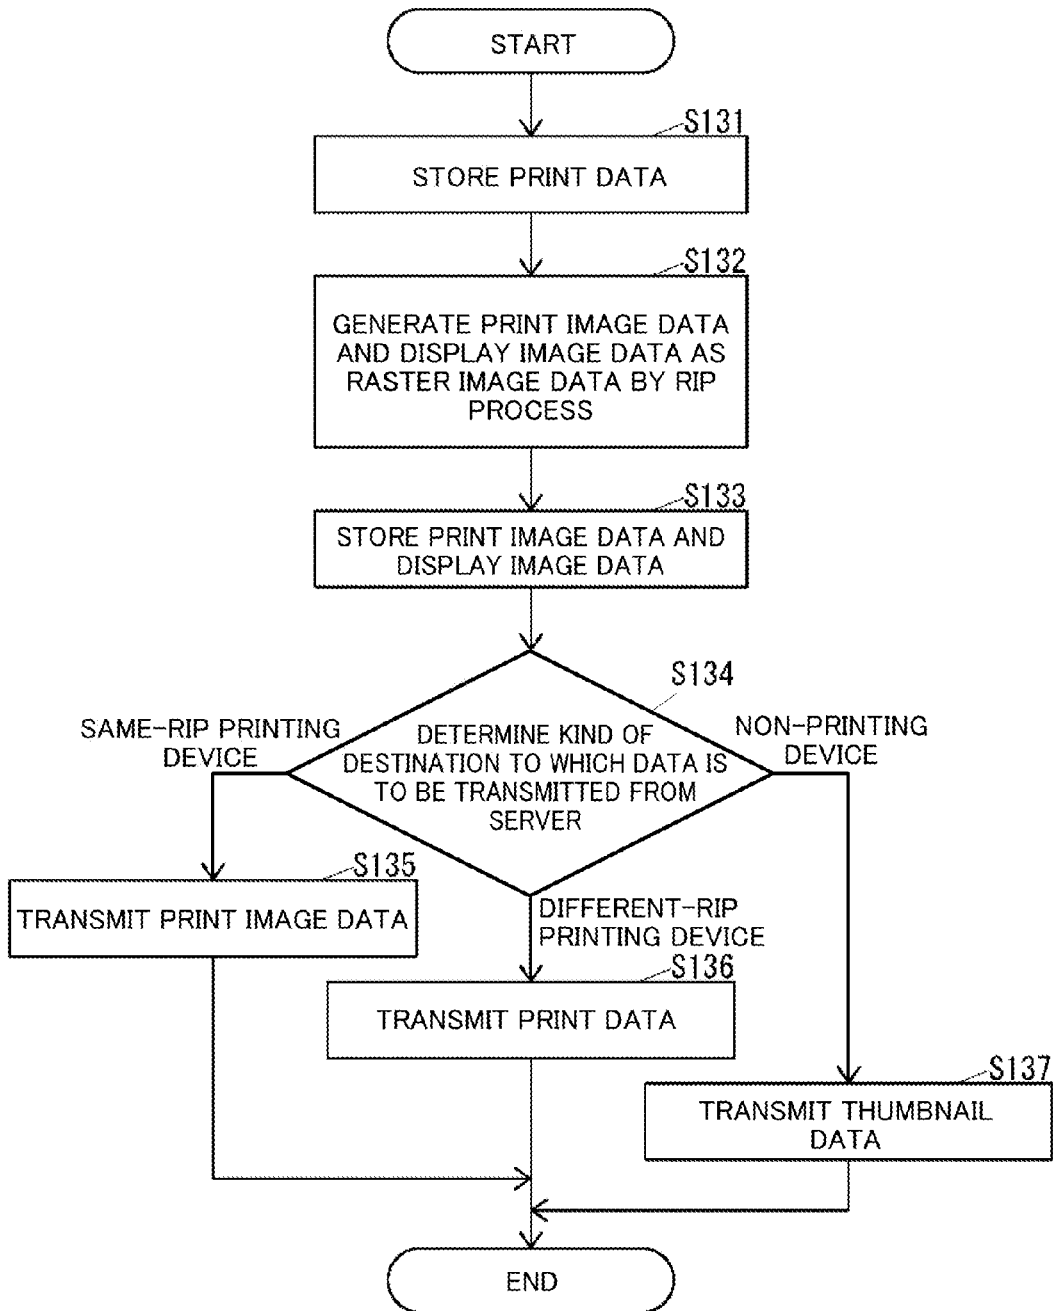 START
S131
STORE PRINT DATA
S132
GENERATE PRINT IMAGE DATA
AND DISPLAY IMAGE DATA AS
RASTER IMAGE DATA BY RIP
PROCESS
S133
STORE PRINT IMAGE DATA AND
DISPLAY IMAGE DATA
S134
DETERMINE KIND OF
DESTINATION TO WHICH DATA IS
TO BE TRANSMITTED FROM
SERVER
SAME-RIP PRINTING
DEVICE
NON-PRINTING
DEVICE
S135
TRANSMIT PRINT IMAGE DATA
DIFFERENT-RIP
PRINTING DEVICE
S136
TRANSMIT PRINT DATA
S137
TRANSMIT THUMBNAIL
DATA
END